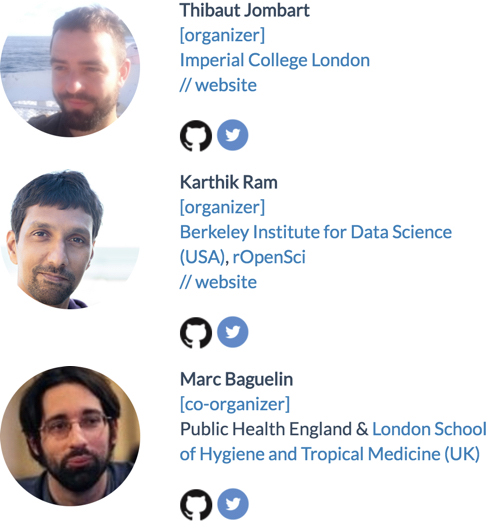 Thibaut Jombart
[organizer]
Imperial College London
// website
Karthik Ram
[organizer]
Berkeley Institute for Data Science
(USA), rOpenSci
// website
Marc Baguelin
[co-organizer]
Public Health England & London School
of Hygiene and Tropical Medicine (UK)